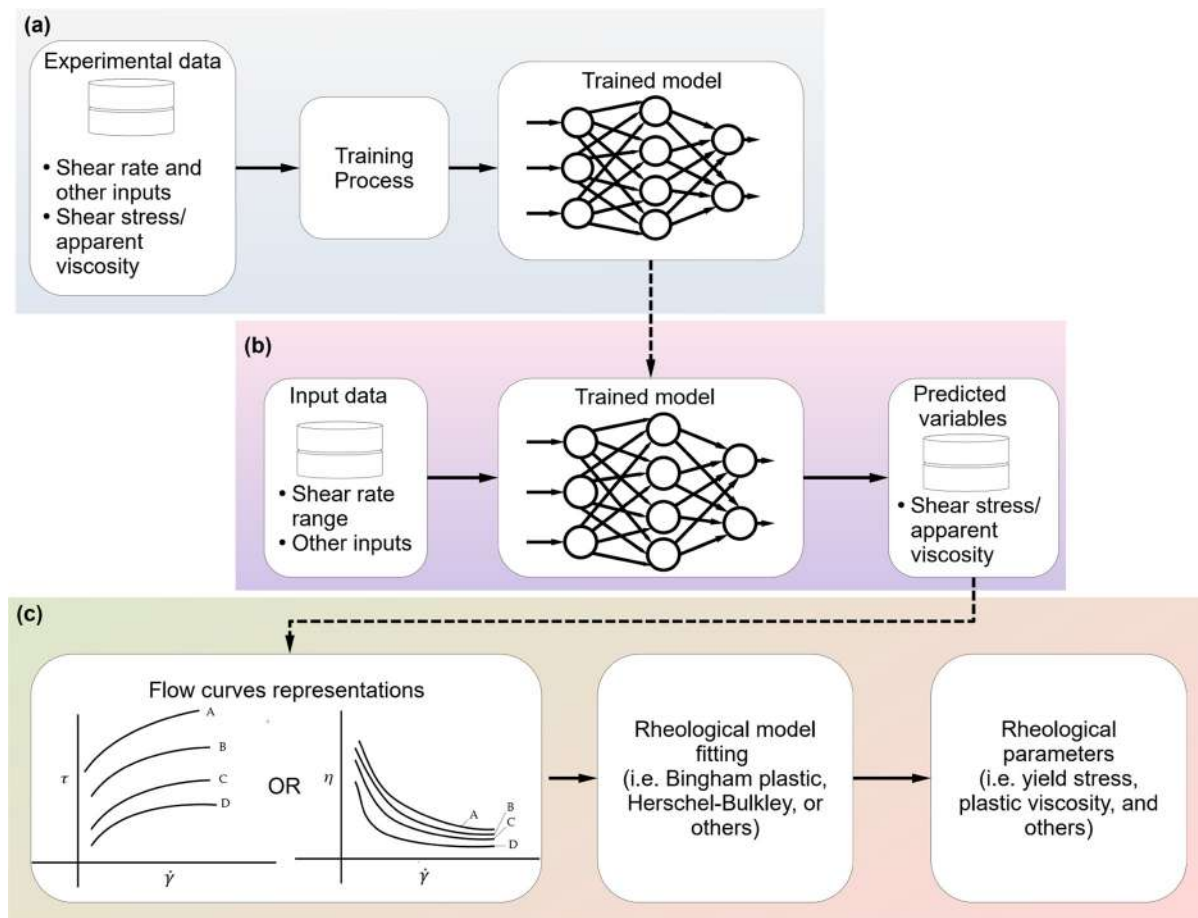 (a)
Experimental data
• Shear rate and
other inputs
• Shear stress/
apparent
viscosity
Training
Process
Trained model
(b)
Input data
• Shear rate
range
• Other inputs
Trained model
Predicted
variables
• Shear stress/
apparent
viscosity
(c)
Flow curves representations
τ
A
B
C
D
γ̇
OR
η
A
B
C
D
γ̇
Rheological model
fitting
(i.e. Bingham plastic,
Herschel-Bulkley, or
others)
Rheological
parameters
(i.e. yield stress,
plastic viscosity, and
others)